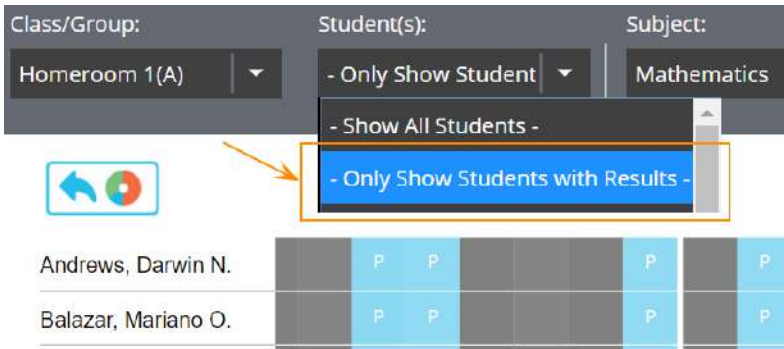 Class/Group: Student(s): Subject:
Homeroom 1(A) - Only Show Student Mathematics
- Show All Students -
- Only Show Students with Results -
Andrews, Darwin N. P P P P
Balazar, Mariano O. P P P P